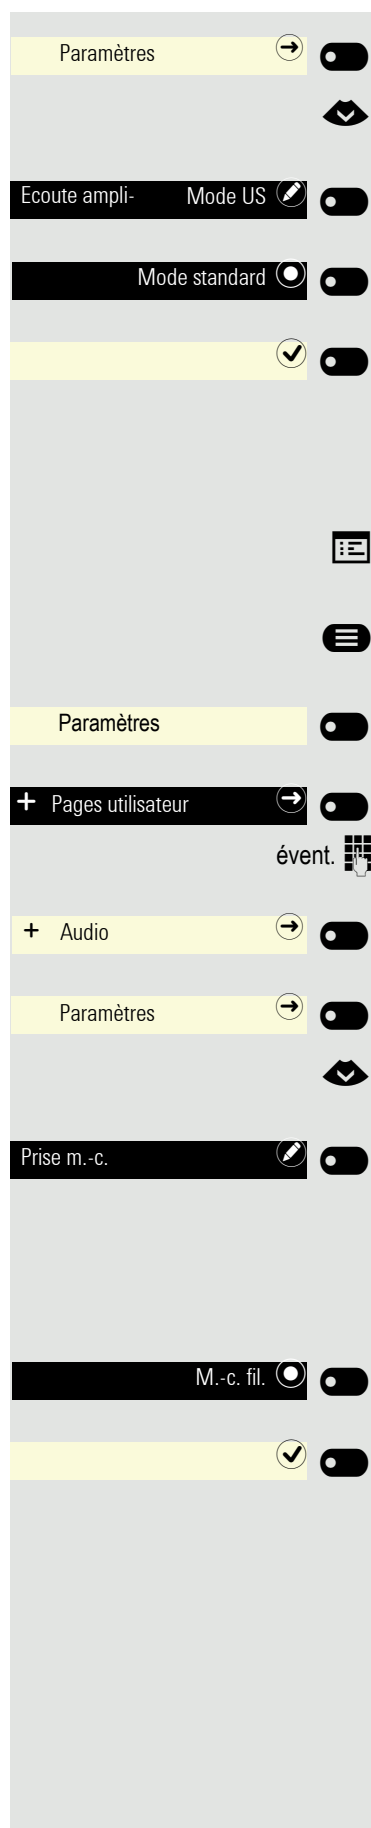 Paramètres
Ecoute ampli- Mode US
Mode standard
Paramètres
+ Pages utilisateur
évent.
+ Audio
Paramètres
Prise m.-c.
M.-c. fil.